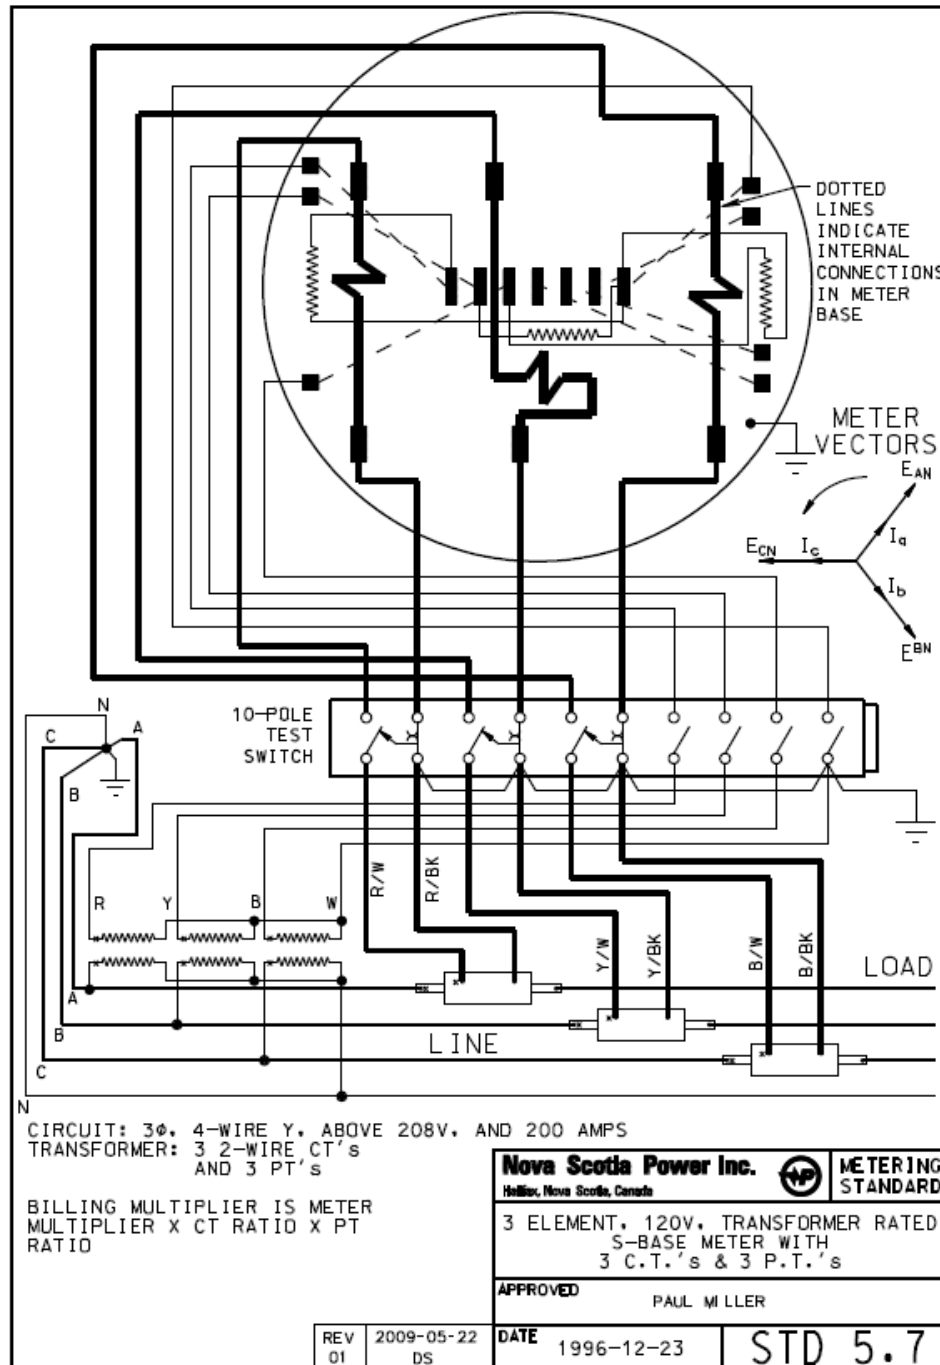 DOTTED
LINES
INDICATE
INTERNAL
CONNECTIONS
IN METER
BASE
METER
VECTORS
EAN
Ia
ECN
Ic
Ib
EBN
10-POLE
TEST
SWITCH
N
C
A
B
R
Y
B
W
R/W
R/BK
Y/W
Y/BK
B/W
B/BK
LOAD
A
B
LINE
C
N
CIRCUIT: 3Φ, 4-WIRE Y, ABOVE 208V, AND 200 AMPS
TRANSFORMER: 3 2-WIRE CT's
AND 3 PT's
BILLING MULTIPLIER IS METER
MULTIPLIER X CT RATIO X PT
RATIO
Nova Scotia Power Inc.
Halifax, Nova Scotia, Canada
METERING
STANDARD
3 ELEMENT, 120V, TRANSFORMER RATED
S-BASE METER WITH
3 C.T.'s & 3 P.T.'s
APPROVED
PAUL MILLER
REV
01
2009-05-22
DS
DATE
1996-12-23
STD 5.7